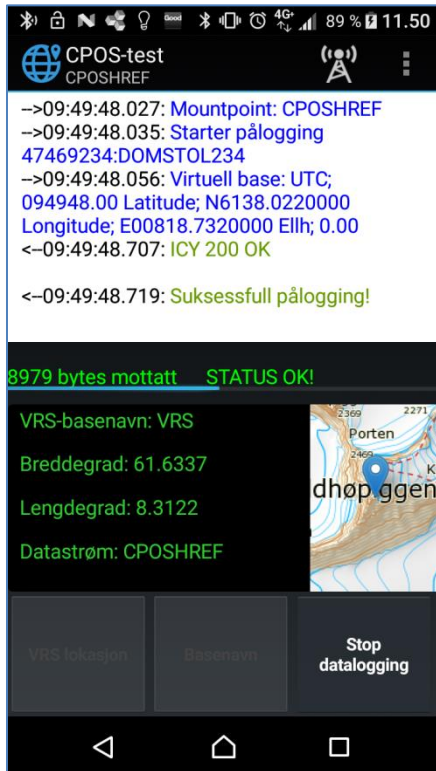 Good
4G+
89 % 11.50
CPOS-test
CPOSHREF
-->09:49:48.027: Mountpoint: CPOSHREF
-->09:49:48.035: Starter pålogging
47469234:DOMSTOL234
-->09:49:48.056: Virtuell base: UTC;
094948.00 Latitude; N6138.0220000
Longitude; E00818.7320000 Ellh; 0.00
<--09:49:48.707: ICY 200 OK
<--09:49:48.719: Suksessfull pålogging!
8979 bytes mottatt STATUS OK!
VRS-basenavn: VRS
Breddegrad: 61.6337
Lengdegrad: 8.3122
Datastrøm: CPOSHREF
2369 2271
Porten
2469 K
dhøp ggen
VRS lokasjon
Basenavn
Stop
datalogging